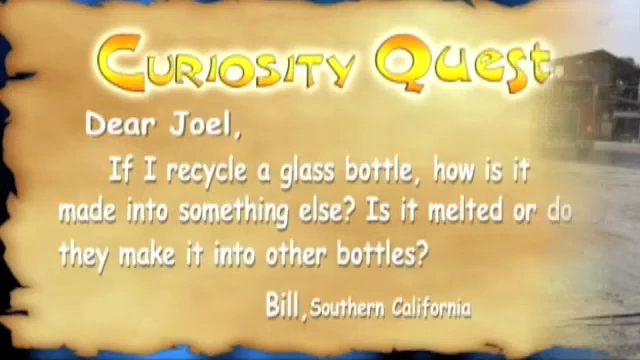 Curiosity Quest
Dear Joel,
If I recycle a glass bottle, how is it
made into something else? Is it melted or do
they make it into other bottles?
Bill, Southern California